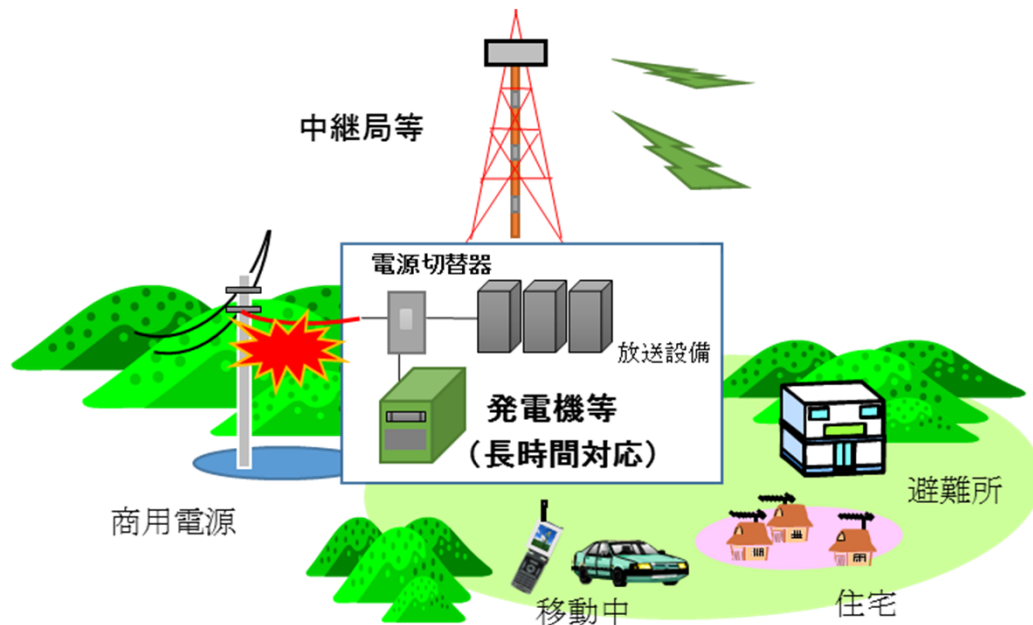 中継局等
電源切替器
放送設備
発電機等
（長時間対応）
商用電源
避難所
移動中
住宅